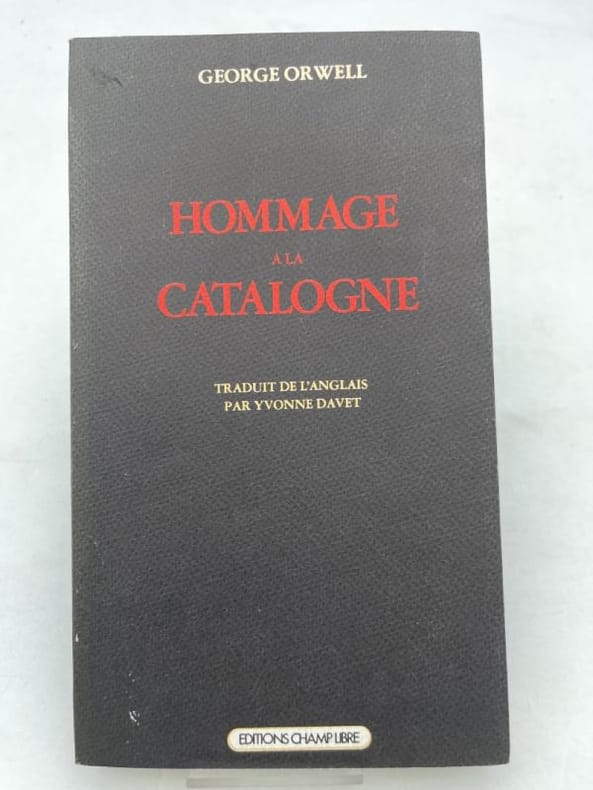 GEORGE ORWELL
HOMMAGE
A LA
CATALOGNE
TRADUIT DE L'ANGLAIS
PAR YVONNE DAVET
EDITIONS CHAMP LIBRE